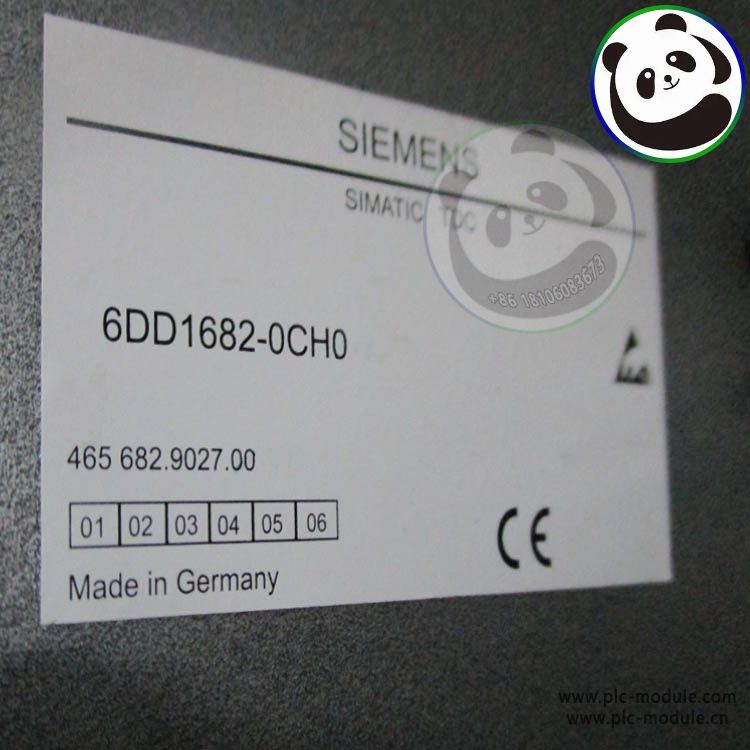 SIEMENS
SIMATIC TDC
+86 18106083673
6DD1682-0CH0
465 682.9027.00
01 02 03 04 05 06
Made in Germany
CE
www.plc-module.com
www.plc-module.cn